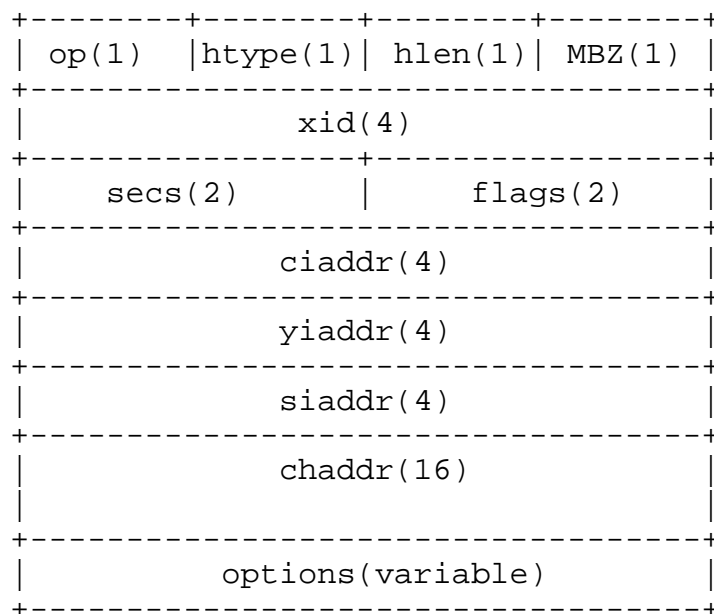 op(1) |htype(1)| hlen(1)| MBZ(1)
xid(4)
secs(2) | flags(2)
ciaddr(4)
yiaddr(4)
siaddr(4)
chaddr(16)
options(variable)